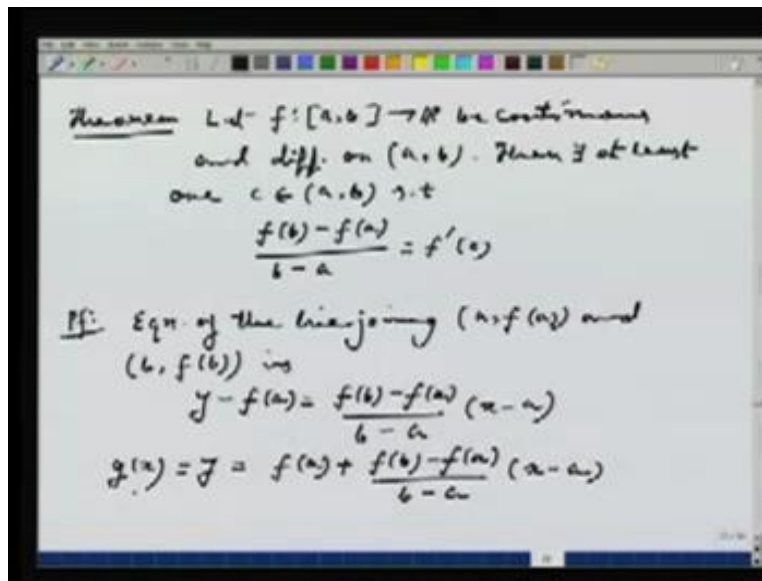 Theorem Let f:[a,b]→ℝ be continuous
and diff. on (a,b). Then ∃ at least
one c ∈ (a,b) s.t
f(b) - f(a) / b - a = f'(c)
Pf: Eqn. of the line joining (a, f(a)) and
(b, f(b)) is
y - f(a) = f(b) - f(a) / b - a (x - a)
g(x) = y = f(a) + f(b) - f(a) / b - a (x - a)